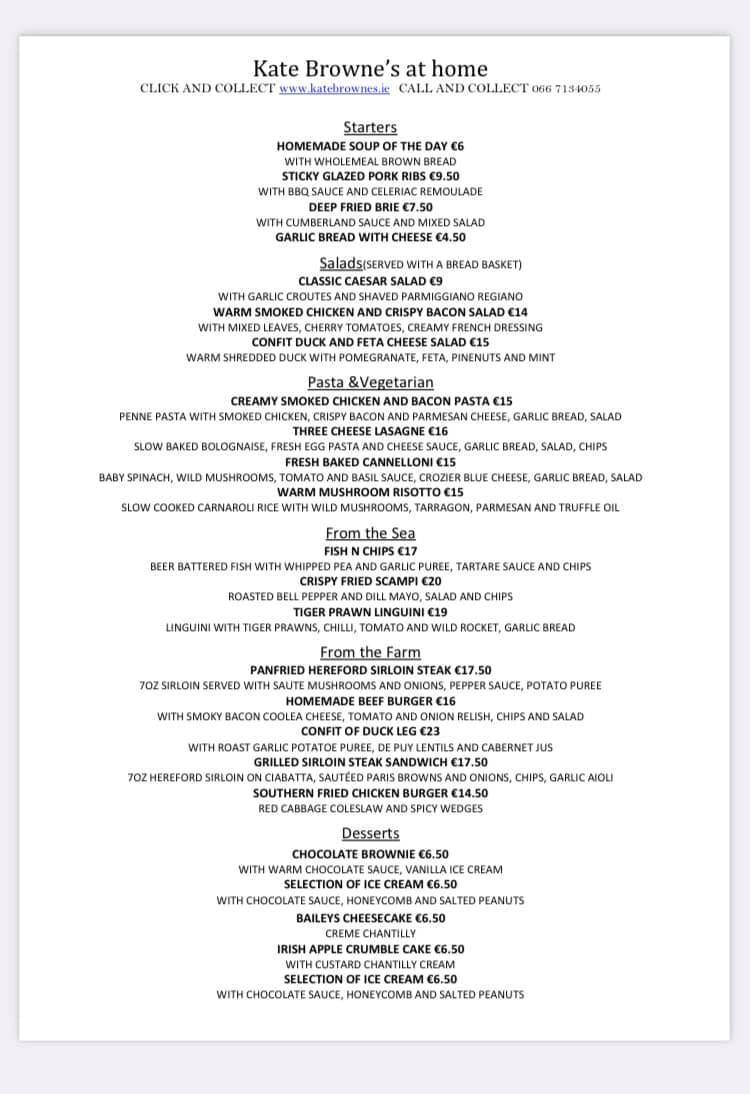 Kate Browne's at home
CLICK AND COLLECT www.katebrownes.ie CALL AND COLLECT 066 7134055
Starters
HOMEMADE SOUP OF THE DAY €6
WITH WHOLEMEAL BROWN BREAD
STICKY GLAZED PORK RIBS €9.50
WITH BBQ SAUCE AND CELERIAC REMOULADE
DEEP FRIED BRIE €7.50
WITH CUMBERLAND SAUCE AND MIXED SALAD
GARLIC BREAD WITH CHEESE €4.50
Salads(SERVED WITH A BREAD BASKET)
CLASSIC CAESAR SALAD €9
WITH GARLIC CROUTES AND SHAVED PARMIGGIANO REGIANO
WARM SMOKED CHICKEN AND CRISPY BACON SALAD €14
WITH MIXED LEAVES, CHERRY TOMATOES, CREAMY FRENCH DRESSING
CONFIT DUCK AND FETA CHEESE SALAD €15
WARM SHREDDED DUCK WITH POMEGRANATE, FETA, PINENUTS AND MINT
Pasta &Vegetarian
CREAMY SMOKED CHICKEN AND BACON PASTA €15
PENNE PASTA WITH SMOKED CHICKEN, CRISPY BACON AND PARMESAN CHEESE, GARLIC BREAD, SALAD
THREE CHEESE LASAGNE €16
SLOW BAKED BOLOGNAISE, FRESH EGG PASTA AND CHEESE SAUCE, GARLIC BREAD, SALAD, CHIPS
FRESH BAKED CANNELLONI €15
BABY SPINACH, WILD MUSHROOMS, TOMATO AND BASIL SAUCE, CROZIER BLUE CHEESE, GARLIC BREAD, SALAD
WARM MUSHROOM RISOTTO €15
SLOW COOKED CARNAROLI RICE WITH WILD MUSHROOMS, TARRAGON, PARMESAN AND TRUFFLE OIL
From the Sea
FISH N CHIPS €17
BEER BATTERED FISH WITH WHIPPED PEA AND GARLIC PUREE, TARTARE SAUCE AND CHIPS
CRISPY FRIED SCAMPI €20
ROASTED BELL PEPPER AND DILL MAYO, SALAD AND CHIPS
TIGER PRAWN LINGUINI €19
LINGUINI WITH TIGER PRAWNS, CHILLI, TOMATO AND WILD ROCKET, GARLIC BREAD
From the Farm
PANFRIED HEREFORD SIRLOIN STEAK €17.50
7OZ SIRLOIN SERVED WITH SAUTE MUSHROOMS AND ONIONS, PEPPER SAUCE, POTATO PUREE
HOMEMADE BEEF BURGER €16
WITH SMOKY BACON COOLEA CHEESE, TOMATO AND ONION RELISH, CHIPS AND SALAD
CONFIT OF DUCK LEG €23
WITH ROAST GARLIC POTATOE PUREE, DE PUY LENTILS AND CABERNET JUS
GRILLED SIRLOIN STEAK SANDWICH €17.50
7OZ HEREFORD SIRLOIN ON CIABATTA, SAUTÉED PARIS BROWNS AND ONIONS, CHIPS, GARLIC AIOLI
SOUTHERN FRIED CHICKEN BURGER €14.50
RED CABBAGE COLESLAW AND SPICY WEDGES
Desserts
CHOCOLATE BROWNIE €6.50
WITH WARM CHOCOLATE SAUCE, VANILLA ICE CREAM
SELECTION OF ICE CREAM €6.50
WITH CHOCOLATE SAUCE, HONEYCOMB AND SALTED PEANUTS
BAILEYS CHEESECAKE €6.50
CREME CHANTILLY
IRISH APPLE CRUMBLE CAKE €6.50
WITH CUSTARD CHANTILLY CREAM
SELECTION OF ICE CREAM €6.50
WITH CHOCOLATE SAUCE, HONEYCOMB AND SALTED PEANUTS